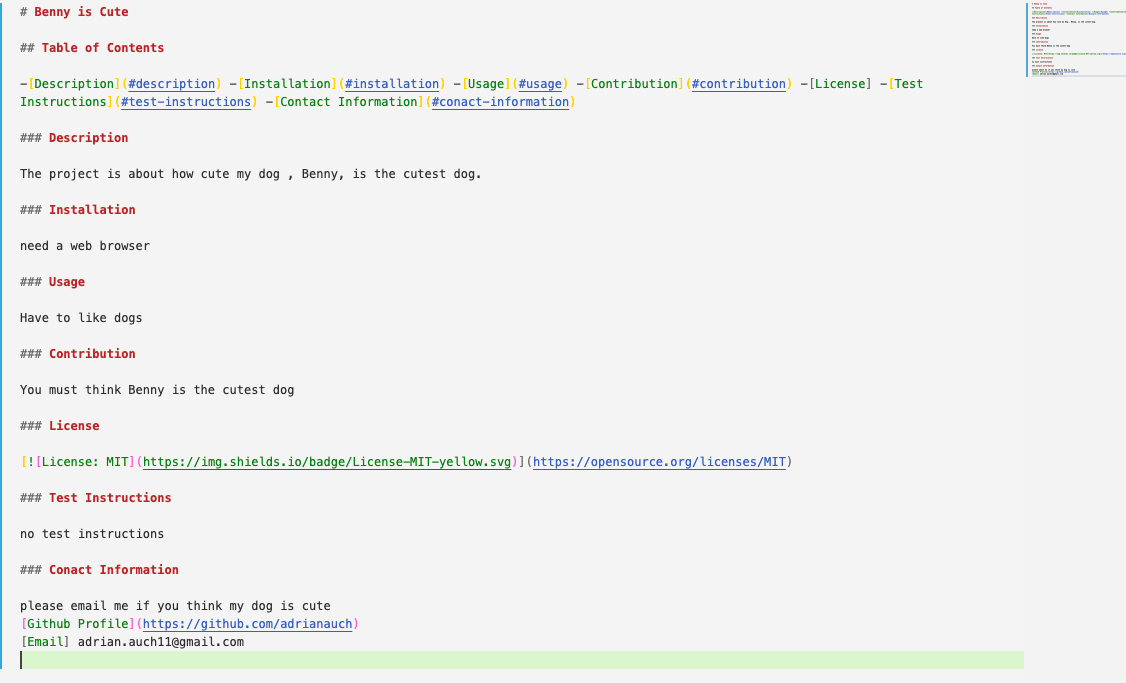 # Benny is Cute
## Table of Contents
-[Description](#description) -[Installation](#installation) -[Usage](#usage) -[Contribution](#contribution) -[License] -[Test
Instructions](#test-instructions) -[Contact Information](#conact-information)
### Description
The project is about how cute my dog , Benny, is the cutest dog.
### Installation
need a web browser
### Usage
Have to like dogs
### Contribution
You must think Benny is the cutest dog
### License
[![License: MIT](https://img.shields.io/badge/License-MIT-yellow.svg)](https://opensource.org/licenses/MIT)
### Test Instructions
no test instructions
### Conact Information
please email me if you think my dog is cute
[Github Profile](https://github.com/adrianauch)
[Email] adrian.auch11@gmail.com